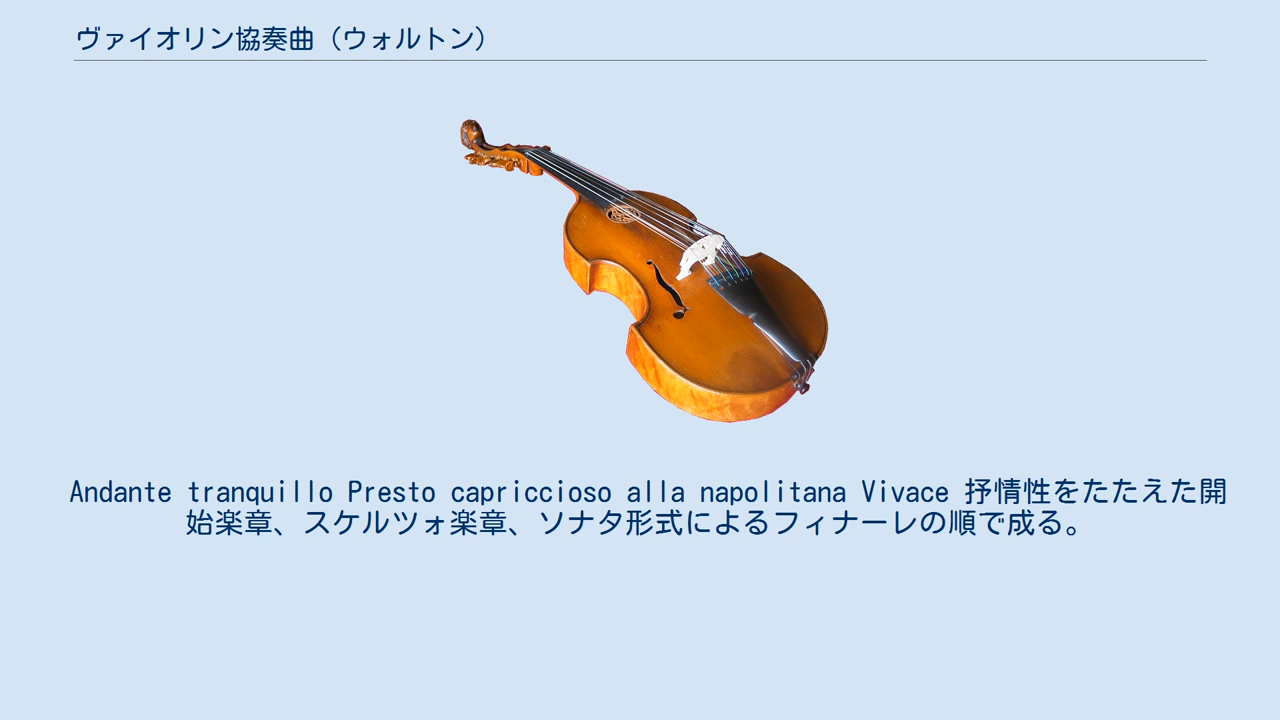 ヴァイオリン協奏曲（ウォルトン）
Andante tranquillo Presto capriccioso alla napolitana Vivace 抒情性をたたえた開
始楽章、スケルツォ楽章、ソナタ形式によるフィナーレの順で成る。